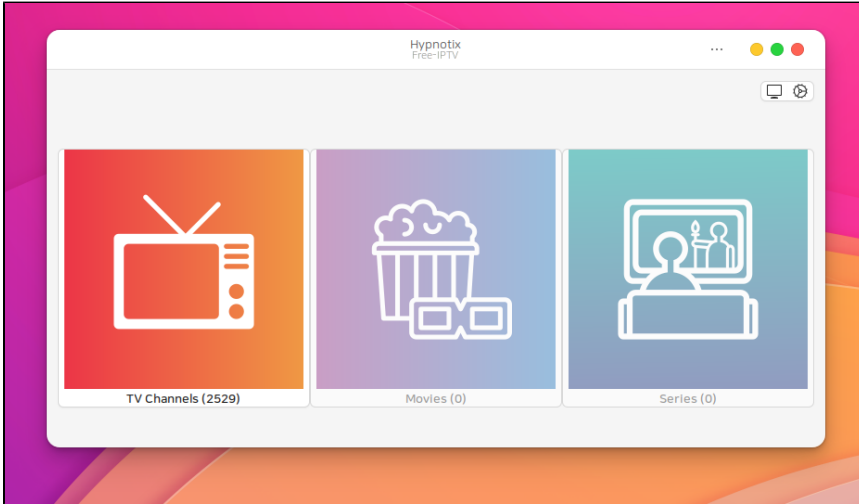 Hypnotix
Free-IPTV
TV Channels (2529)
Movies (0)
Series (0)